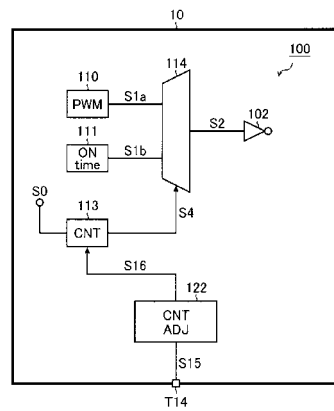 10
114
100
110
PWM
S1a
102
111
S2
ON
time
S1b
S0
113
CNT
S4
S16
122
CNT
ADJ
S15
T14